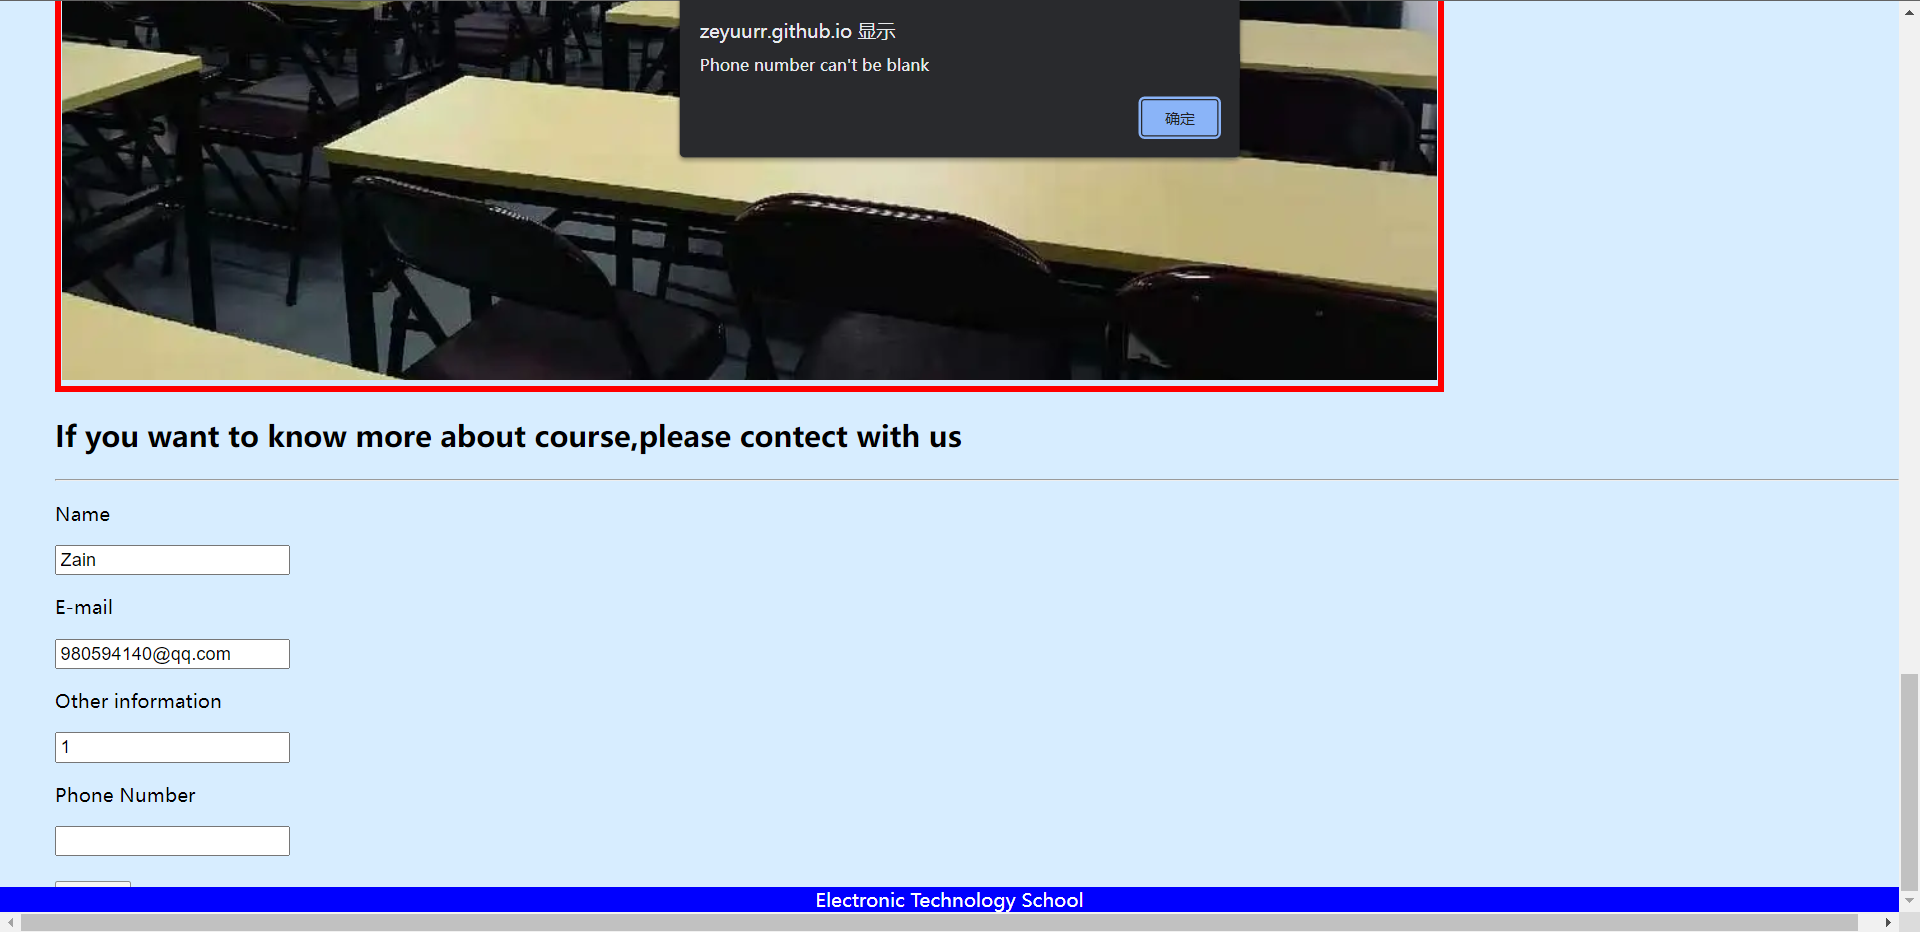 zeyuurr.github.io 显示
Phone number can't be blank
确定
If you want to know more about course,please contect with us
Name
Zain
E-mail
980594140@qq.com
Other information
1
Phone Number
Electronic Technology School